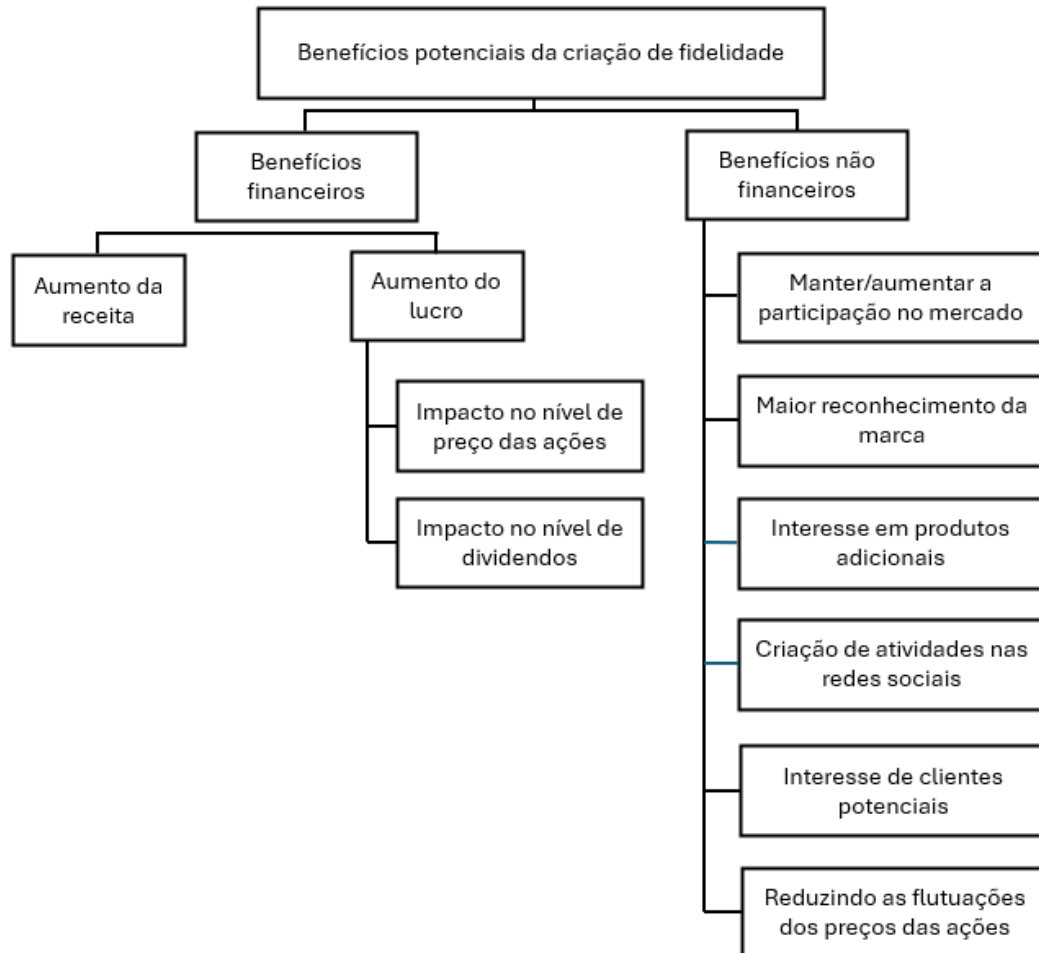 Benefícios potenciais da criação de fidelidade
Benefícios
financeiros
Benefícios não
financeiros
Aumento da
receita
Aumento do
lucro
Impacto no nível de
preço das ações
Impacto no nível de
dividendos
Manter/aumentar a
participação no mercado
Maior reconhecimento da
marca
Interesse em produtos
adicionais
Criação de atividades nas
redes sociais
Interesse de clientes
potenciais
Reduzindo as flutuações
dos preços das ações